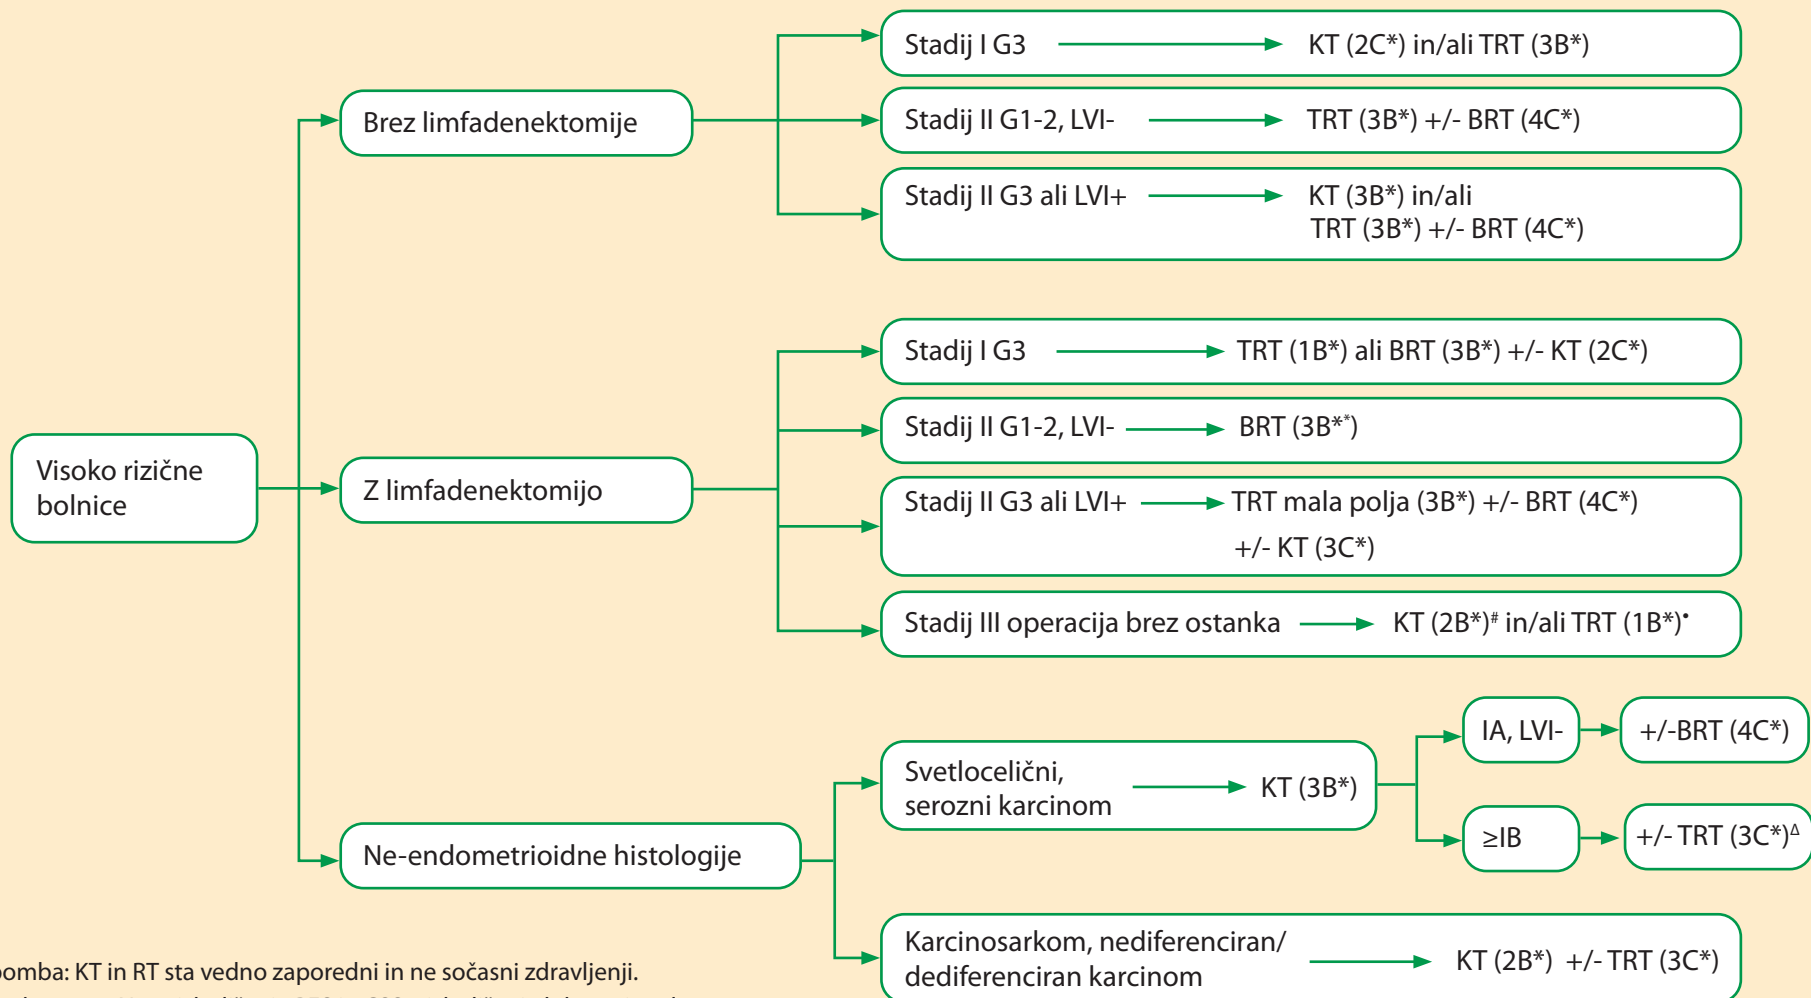 Visoko rizične
bolnice
Brez limfadenektomije
Stadij I G3 KT (2C*) in/ali TRT (3B*)
Stadij II G1-2, LVI- TRT (3B*) +/- BRT (4C*)
Stadij II G3 ali LVI+ KT (3B*) in/ali
TRT (3B*) +/- BRT (4C*)
Z limfadenektomijo
Stadij I G3 TRT (1B*) ali BRT (3B*) +/- KT (2C*)
Stadij II G1-2, LVI- BRT (3B**)
Stadij II G3 ali LVI+ TRT mala polja (3B*) +/- BRT (4C*)
+/- KT (3C*)
Stadij III operacija brez ostanka KT (2B*)# in/ali TRT (1B*)•
Ne-endometrioidne histologije
Svetlocelični,
serozni karcinom KT (3B*)
IA, LVI- +/-BRT (4C*)
≥IB +/- TRT (3C*)Δ
Karcinosarkom, nediferenciran/
dediferenciran karcinom KT (2B*) +/- TRT (3C*)
KT in RT sta vedno zaporedni in ne sočasni zdravljenji.